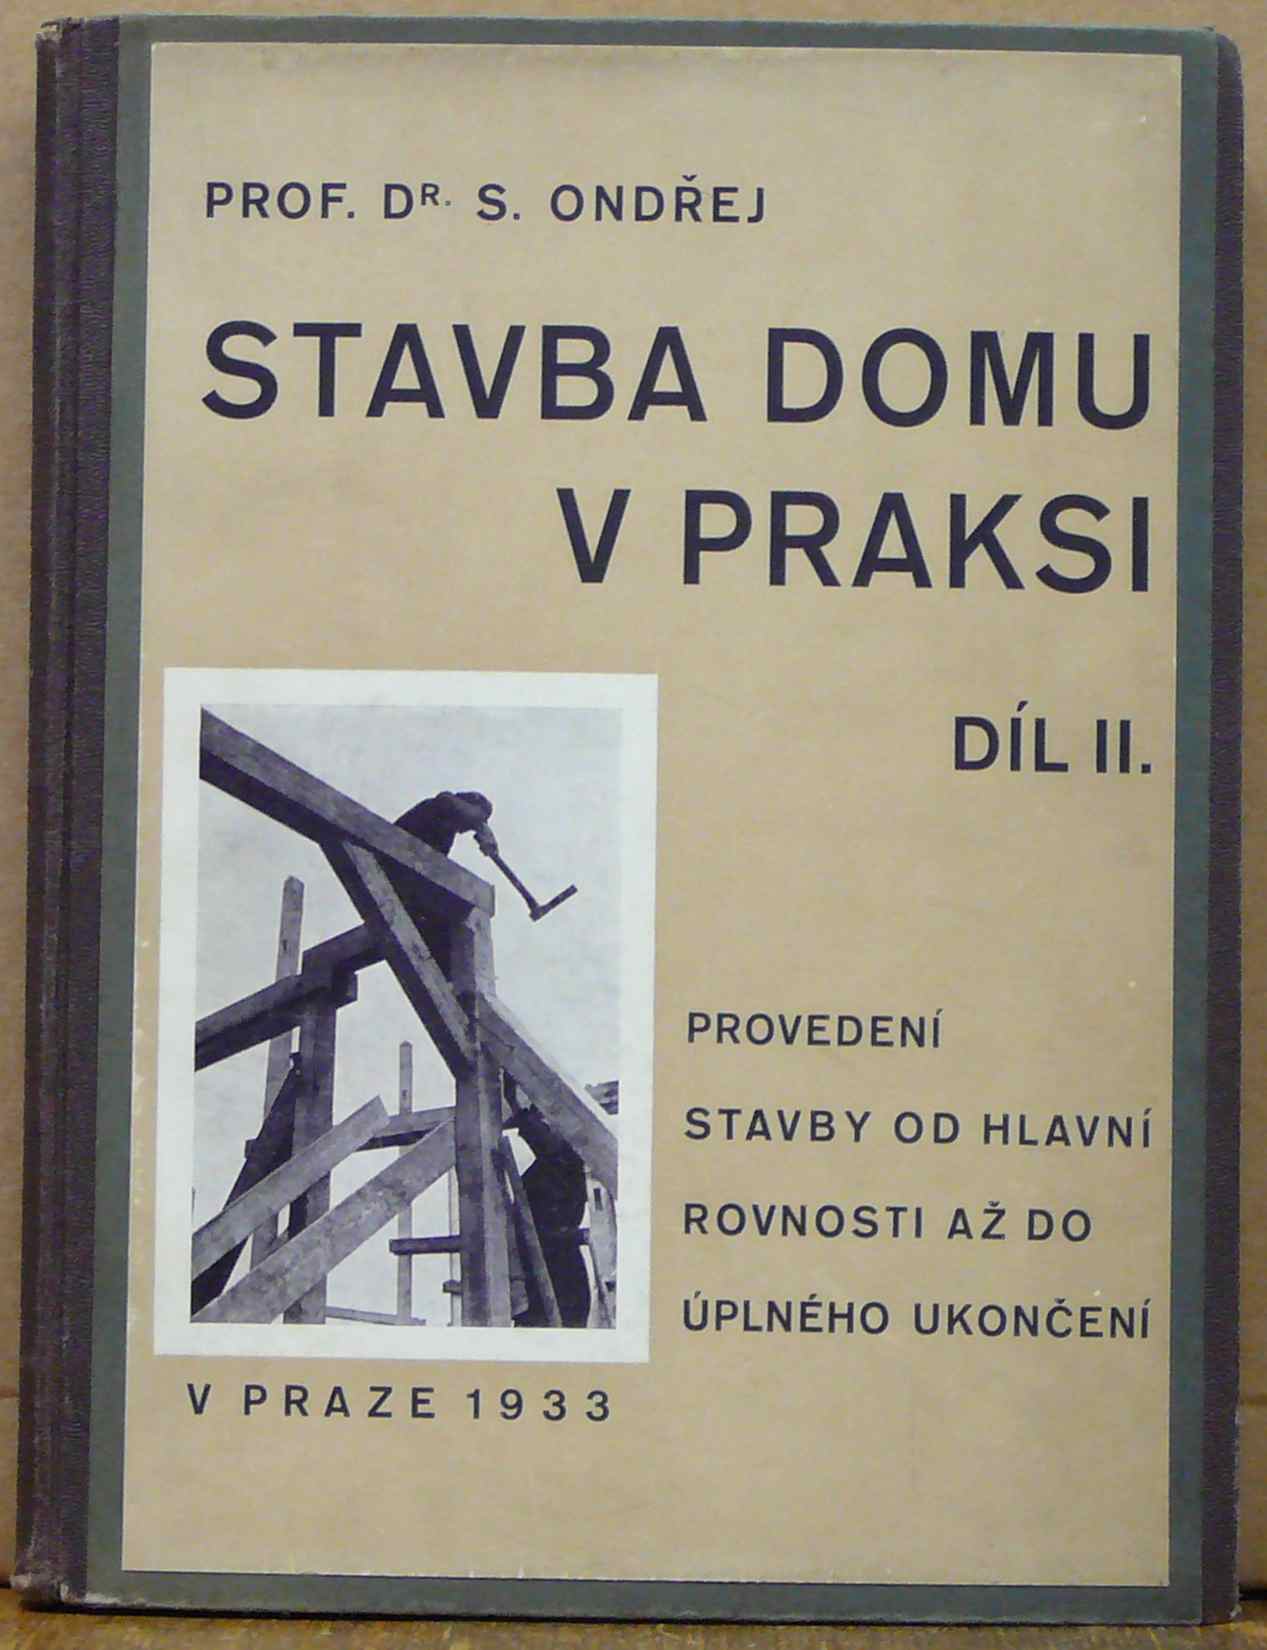 PROF. DR. S. ONDŘEJ
STAVBA DOMU
V PRAKSI
DÍL II.
PROVEDENÍ
STAVBY OD HLAVNÍ
ROVNOSTI AŽ DO
ÚPLNÉHO UKONČENÍ
V PRAZE 1933